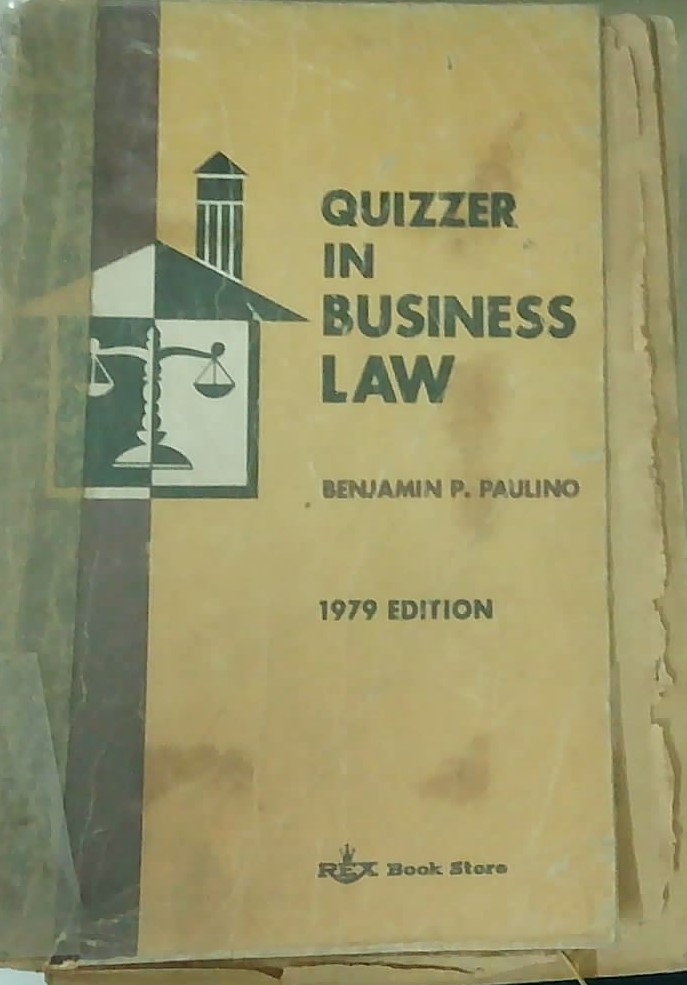 QUIZZER
IN
BUSINESS
LAW
BENJAMIN P. PAULINO
1979 EDITION
REX Book Store